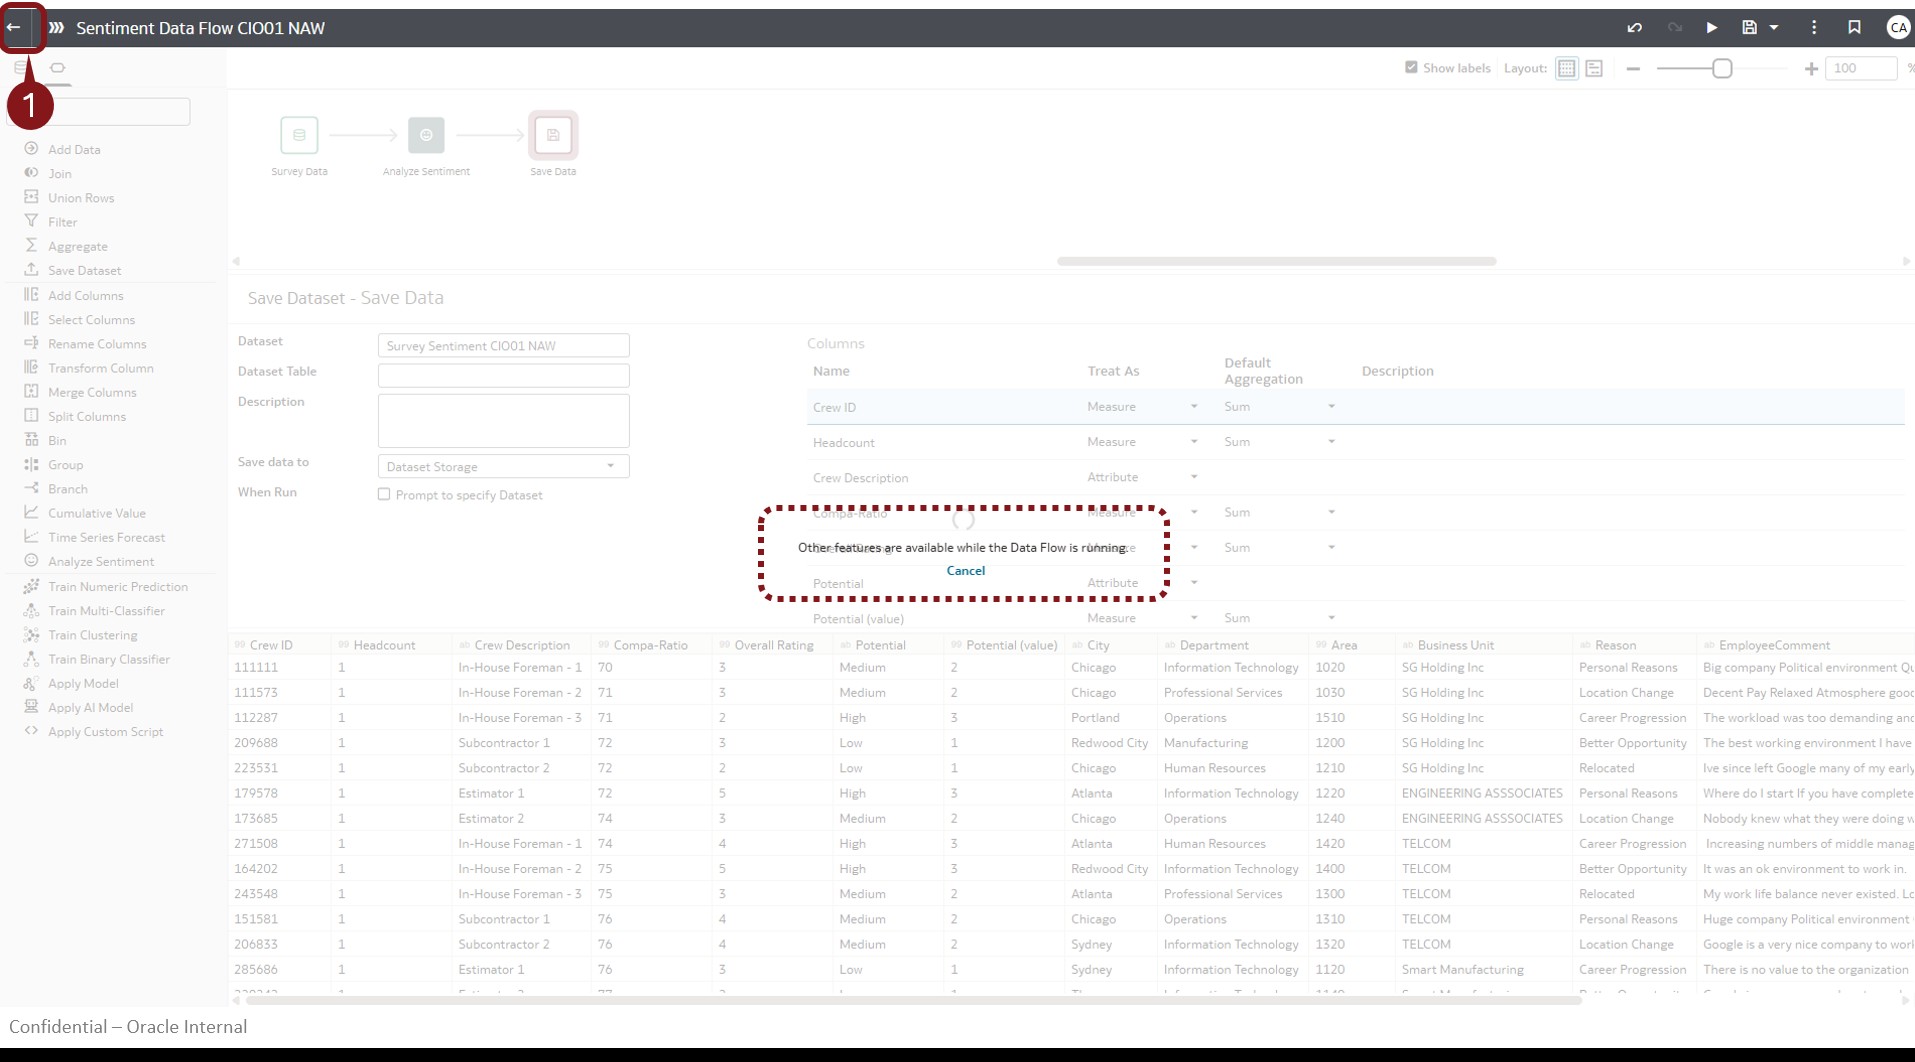 Sentiment Data Flow CIO01 NAW
CA
1
Show labels Layout: 100 %
Add Data
Join
Union Rows
Filter
Aggregate
Save Dataset
Add Columns
Select Columns
Rename Columns
Transform Column
Merge Columns
Split Columns
Bin
Group
Branch
Cumulative Value
Time Series Forecast
Analyze Sentiment
Train Numeric Prediction
Train Multi-Classifier
Train Clustering
Train Binary Classifier
Apply Model
Apply AI Model
Apply Custom Script
Survey Data Analyze Sentiment Save Data
Save Dataset - Save Data
Dataset Survey Sentiment CIO01 NAW
Dataset Table
Description
Save data to Dataset Storage
When Run Prompt to specify Dataset
Columns
Name Treat As Default Aggregation Description
Crew ID Measure Sum
Headcount Measure Sum
Crew Description Attribute
Compa-Ratio Measure Sum
Sum
Other features are available while the Data Flow is running.
Cancel
Potential Attribute
Potential (value) Measure Sum
99 Crew ID 99 Headcount ab Crew Description 99 Compa-Ratio 99 Overall Rating ab Potential 99 Potential (value) ab City ab Department 99 Area ab Business Unit ab Reason ab EmployeeComment
111111 1 In-House Foreman - 1 70 3 Medium 2 Chicago Information Technology 1020 SG Holding Inc Personal Reasons Big company Political environment Qu
111573 1 In-House Foreman - 2 71 3 Medium 2 Chicago Professional Services 1030 SG Holding Inc Location Change Decent Pay Relaxed Atmosphere good
112287 1 In-House Foreman - 3 71 2 High 3 Portland Operations 1510 SG Holding Inc Career Progression The workload was too demanding and
209688 1 Subcontractor 1 72 3 Low 1 Redwood City Manufacturing 1200 SG Holding Inc Better Opportunity The best working environment I have
223531 1 Subcontractor 2 72 2 Low 1 Chicago Human Resources 1210 SG Holding Inc Relocated Ive since left Google many of my early
179578 1 Estimator 1 72 5 High 3 Atlanta Information Technology 1220 ENGINEERING ASSSOCIATES Personal Reasons Where do I start If you have complete
173685 1 Estimator 2 74 3 Medium 2 Chicago Operations 1240 ENGINEERING ASSSOCIATES Location Change Nobody knew what they were doing w
271508 1 In-House Foreman - 1 74 4 High 3 Atlanta Human Resources 1420 TELCOM Career Progression Increasing numbers of middle manag
164202 1 In-House Foreman - 2 75 5 High 3 Redwood City Information Technology 1400 TELCOM Better Opportunity It was an ok environment to work in.
243548 1 In-House Foreman - 3 75 3 Medium 2 Atlanta Professional Services 1300 TELCOM Relocated My work life balance never existed. Lo
151581 1 Subcontractor 1 76 4 Medium 2 Chicago Operations 1310 TELCOM Personal Reasons Huge company Political environment
206833 1 Subcontractor 2 76 4 Medium 2 Sydney Information Technology 1320 TELCOM Location Change Google is a very nice company to work
285686 1 Estimator 1 76 3 Low 1 Sydney Information Technology 1120 Smart Manufacturing Career Progression There is no value to the organization
Confidential – Oracle Internal